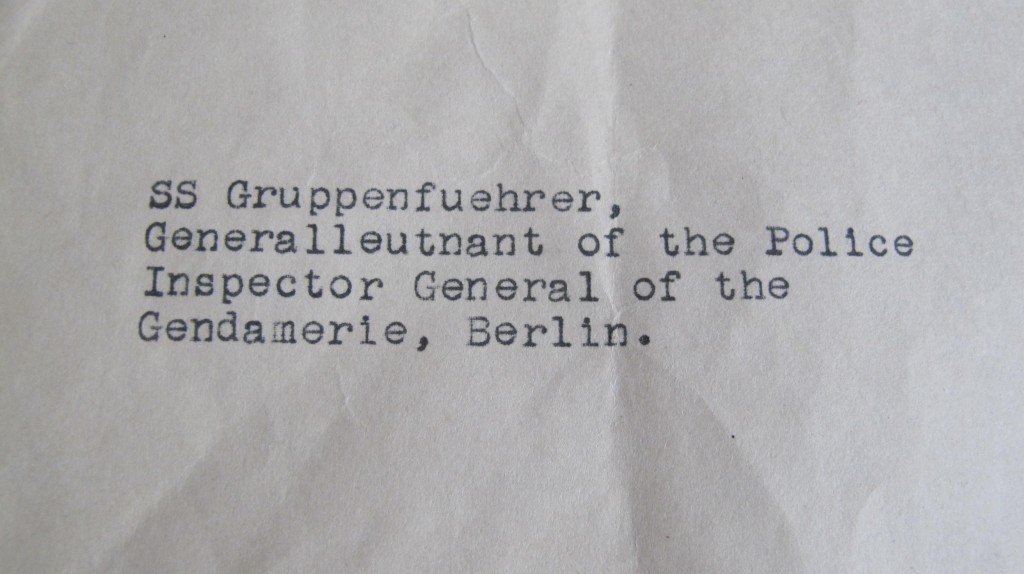 SS Gruppenfuehrer,
Generalleutnant of the Police
Inspector General of the
Gendamerie, Berlin.